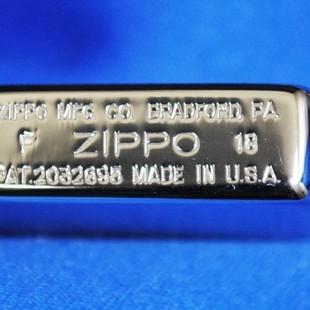 ZIPPO MFG. CO. BRADFORD, PA.
F ZIPPO 18
PAT. 2032695 MADE IN U.S.A.